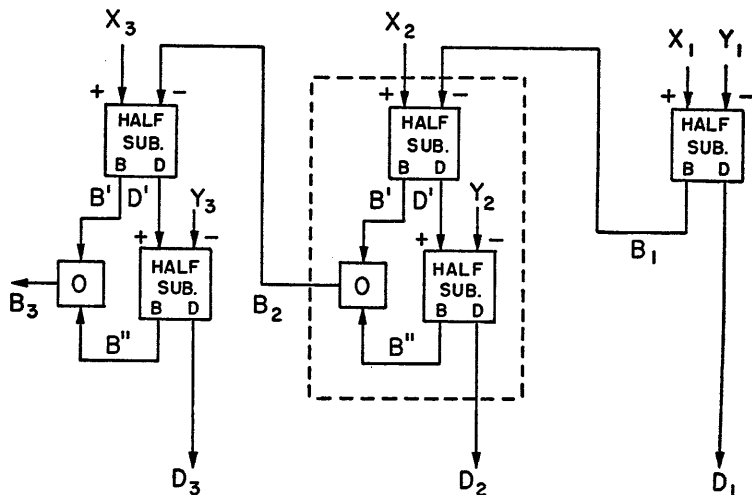 X3
X2
X1 Y1
+ −
+ −
+ −
HALF
SUB.
B D
HALF
SUB.
B D
HALF
SUB.
B D
B' D' Y3
B' D' Y2
B1
+ −
+ −
O
HALF
SUB.
B D
O
HALF
SUB.
B D
B3
B2
B"
B"
D3
D2
D1